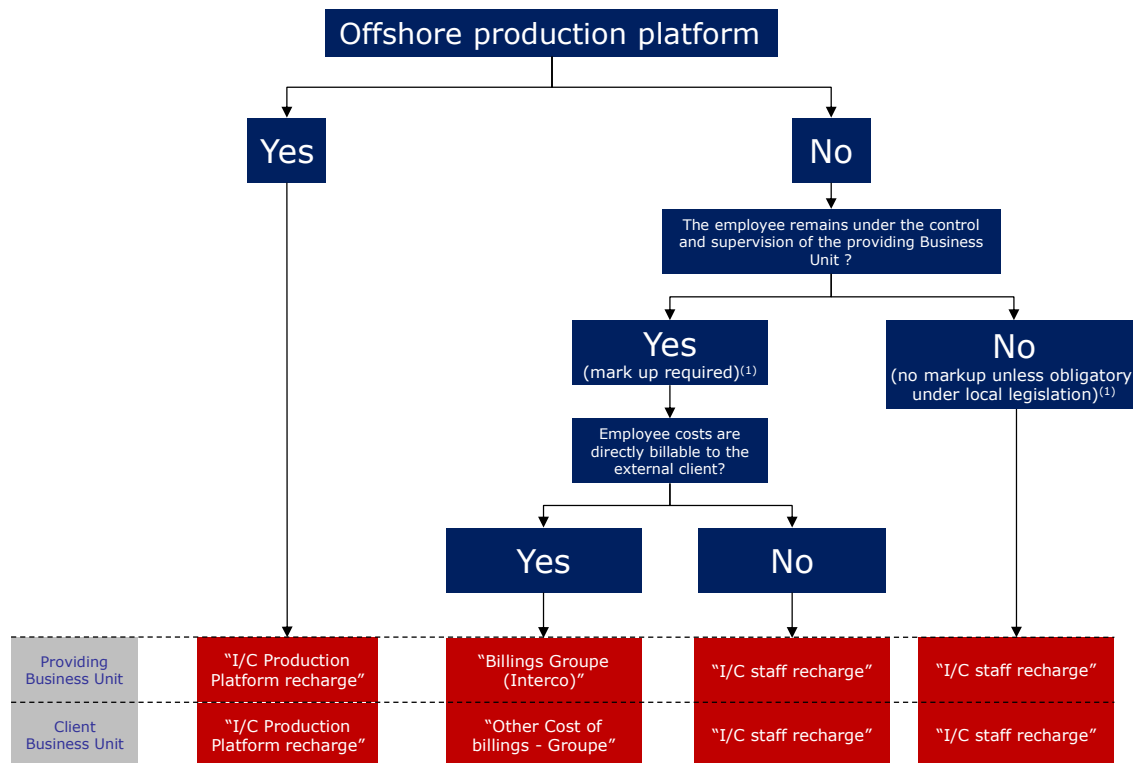 Offshore production platform
Yes
No
The employee remains under the control
and supervision of the providing Business
Unit ?
Yes
(mark up required)(1)
No
(no markup unless obligatory
under local legislation)(1)
Employee costs are
directly billable to the
external client?
Yes
No
Providing
Business Unit
“I/C Production
Platform recharge”
“Billings Groupe
(Interco)”
“I/C staff recharge”
“I/C staff recharge”
Client
Business Unit
“I/C Production
Platform recharge”
“Other Cost of
billings - Groupe”
“I/C staff recharge”
“I/C staff recharge”